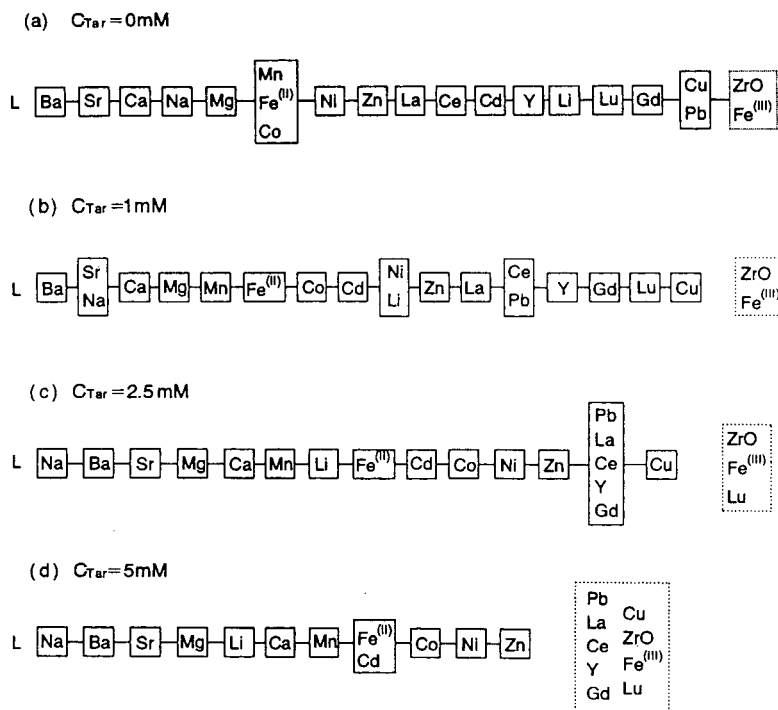 (a) CTar=0mM
L Ba Sr Ca Na Mg Mn Fe(II) Co Ni Zn La Ce Cd Y Li Lu Gd Cu Pb ZrO Fe(III)
(b) CTar=1mM
L Ba Sr Na Ca Mg Mn Fe(II) Co Cd Ni Li Zn La Ce Pb Y Gd Lu Cu ZrO Fe(III)
(c) CTar=2.5mM
L Na Ba Sr Mg Ca Mn Li Fe(II) Cd Co Ni Zn Pb La Ce Y Gd Cu ZrO Fe(III) Lu
(d) CTar=5mM
L Na Ba Sr Mg Li Ca Mn Fe(II) Cd Co Ni Zn Pb La Ce Y Gd Cu ZrO Fe(III) Lu